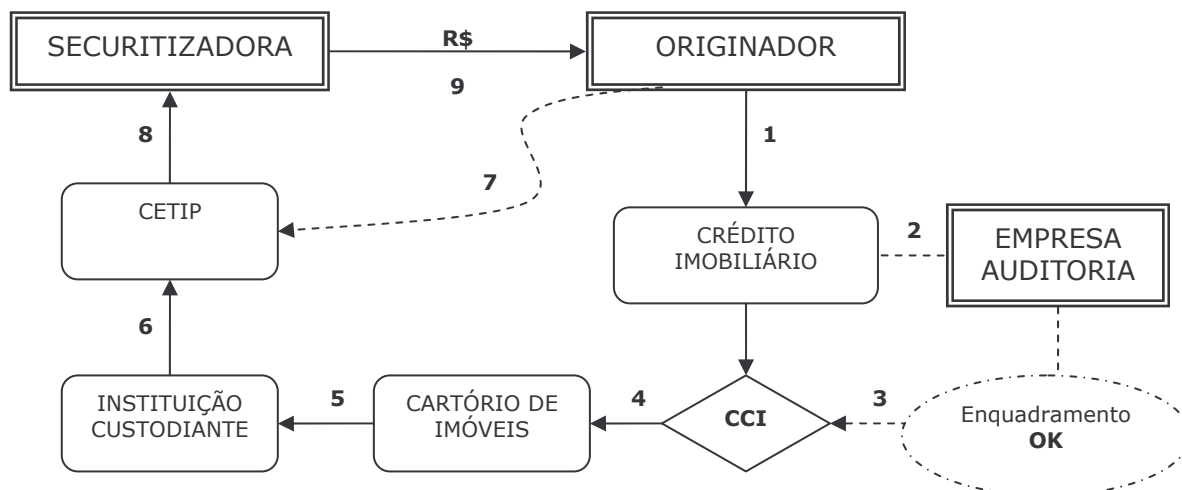 SECURITIZADORA
R$
ORIGINADOR
9
8
1
7
CETIP
CRÉDITO
IMOBILIÁRIO
2
EMPRESA
AUDITORIA
6
INSTITUIÇÃO
CUSTODIANTE
5
CARTÓRIO DE
IMÓVEIS
4
CCI
3
Enquadramento
OK